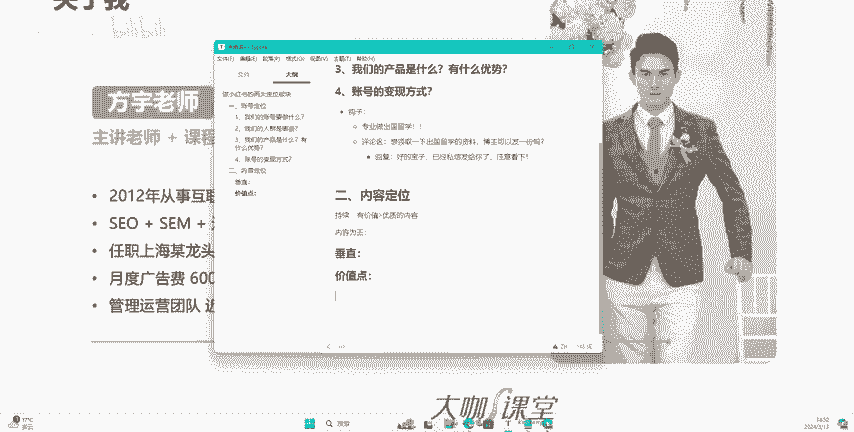 关于我
方宇老师
主讲老师 + 课程
2012年从事互联
SEO + SEM +
任职上海某龙头
月度广告费 600
管理运营团队 近
文件(F) 编辑(E) 段落(P) 格式(O) 视图(V) 主题(T) 帮助(H)
文件 大纲
做小红书的两大定位板块
一、账号定位
1、我们的账号要做什么？
2、我们的人群是哪些？
3、我们的产品是什么？有什么优势？
4、账号的变现方式？
二、内容定位
垂直：
价值点：
3、我们的产品是什么？有什么优势？
4、账号的变现方式？
钩子：
专业做出国留学！！
评论区：想领取一下出国留学的资料，博主可以发一份吗？
回复：好的宝子，已经私信发给你了，注意看下！
二、内容定位
持续 有价值>优质的内容
内容为王：
垂直：
价值点：
大咖课堂
搜索
17°C
多云
2024/3/13